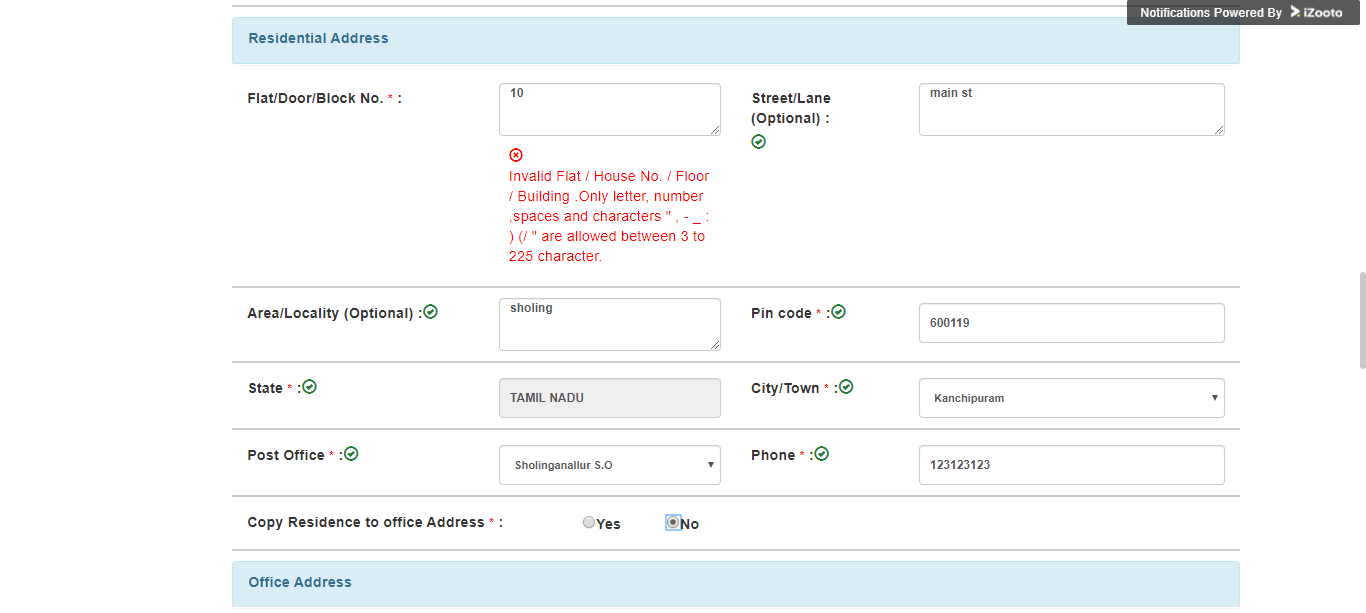 Notifications Powered By iZooto
Residential Address
Flat/Door/Block No. * :
10
Street/Lane
(Optional) :
main st
Invalid Flat / House No. / Floor
/ Building .Only letter, number
,spaces and characters " , - _ :
) (/ " are allowed between 3 to
225 character.
Area/Locality (Optional) :
sholing
Pin code * :
600119
State * :
TAMIL NADU
City/Town * :
Kanchipuram
Post Office * :
Sholinganallur S.O
Phone * :
123123123
Copy Residence to office Address * :
Yes
No
Office Address